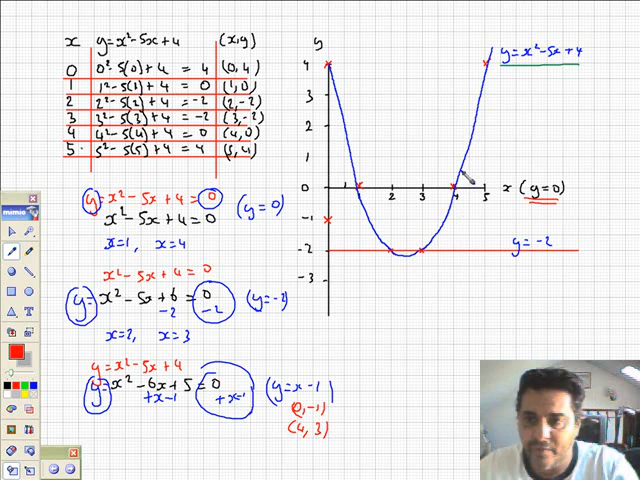 x y=x²-5x+4 (x,y)
0 0²-5(0)+4 = 4 (0,4)
1 1²-5(1)+4 = 0 (1,0)
2 2²-5(2)+4 = -2 (2,-2)
3 3²-5(3)+4 = -2 (3,-2)
4 4²-5(4)+4 = 0 (4,0)
5 5²-5(5)+4 = 4 (5,4)
y=x²-5x+4=0
x²-5x+4=0 (y=0)
x=1, x=4
x²-5x+4=0
y=x²-5x+6=0 (y=-2)
-2 -2
x=2, x=3
y=x²-5x+4
y=x²-6x+5=0 (y=x-1)
+x-1 +x-1
(0,-1)
(4,3)
y
4
3
2
1
0 1 2 3 4 5 x (y=0)
-1
-2
-3
y=x²-5x+4
y=-2
mimio